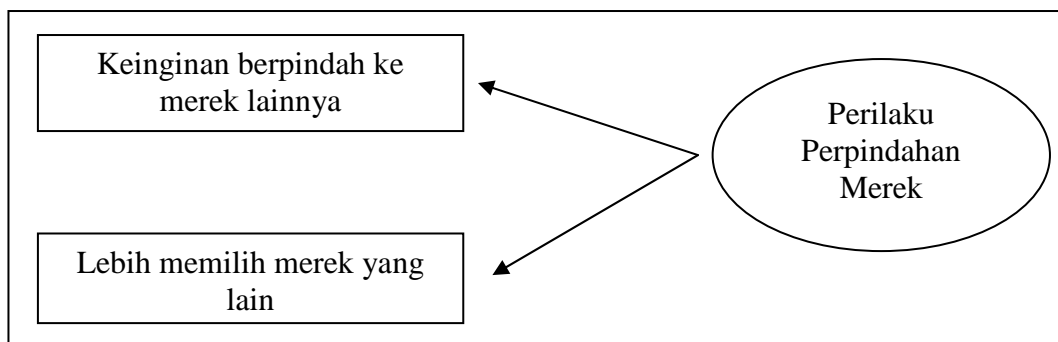 Keinginan berpindah ke
merek lainnya
Perilaku
Perpindahan
Merek
Lebih memilih merek yang
lain